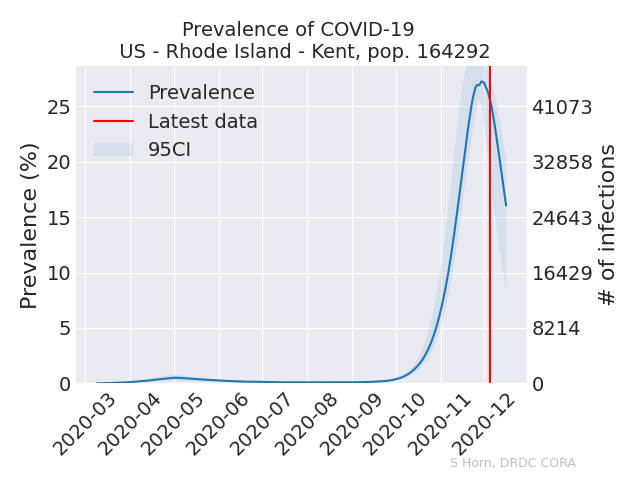 Prevalence of COVID-19
US - Rhode Island - Kent, pop. 164292
Prevalence
Latest data
95CI
Prevalence (%)
25
20
15
10
5
0
41073
32858
24643
16429
8214
0
# of infections
2020-03
2020-04
2020-05
2020-06
2020-07
2020-08
2020-09
2020-10
2020-11
2020-12
S Horn, DRDC CORA